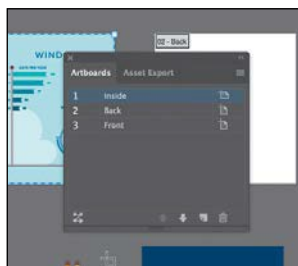 02 - Back
WIND
Artboards Asset Export
1 Inside
2 Back
3 Front